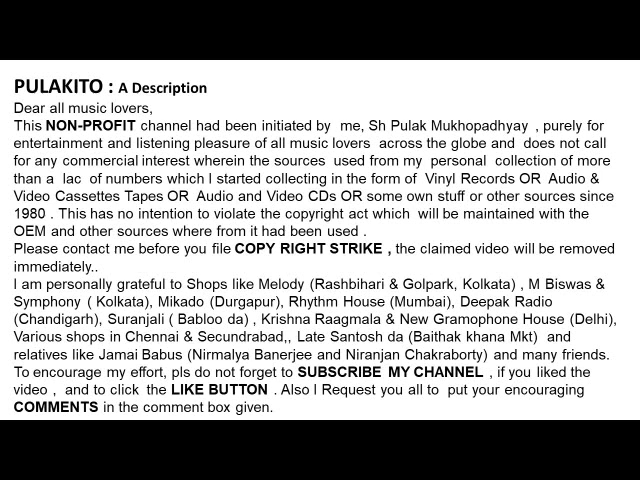 PULAKITO : A Description
Dear all music lovers,
This NON-PROFIT channel had been initiated by me, Sh Pulak Mukhopadhyay , purely for
entertainment and listening pleasure of all music lovers across the globe and does not call
for any commercial interest wherein the sources used from my personal collection of more
than a lac of numbers which I started collecting in the form of Vinyl Records OR Audio &
Video Cassettes Tapes OR Audio and Video CDs OR some own stuff or other sources since
1980 . This has no intention to violate the copyright act which will be maintained with the
OEM and other sources where from it had been used .
Please contact me before you file COPY RIGHT STRIKE , the claimed video will be removed
immediately..
I am personally grateful to Shops like Melody (Rashbihari & Golpark, Kolkata) , M Biswas &
Symphony ( Kolkata), Mikado (Durgapur), Rhythm House (Mumbai), Deepak Radio
(Chandigarh), Suranjali ( Babloo da) , Krishna Raagmala & New Gramophone House (Delhi),
Various shops in Chennai & Secundrabad,, Late Santosh da (Baithak khana Mkt) and
relatives like Jamai Babus (Nirmalya Banerjee and Niranjan Chakraborty) and many friends.
To encourage my effort, pls do not forget to SUBSCRIBE MY CHANNEL , if you liked the
video , and to click the LIKE BUTTON . Also I Request you all to put your encouraging
COMMENTS in the comment box given.